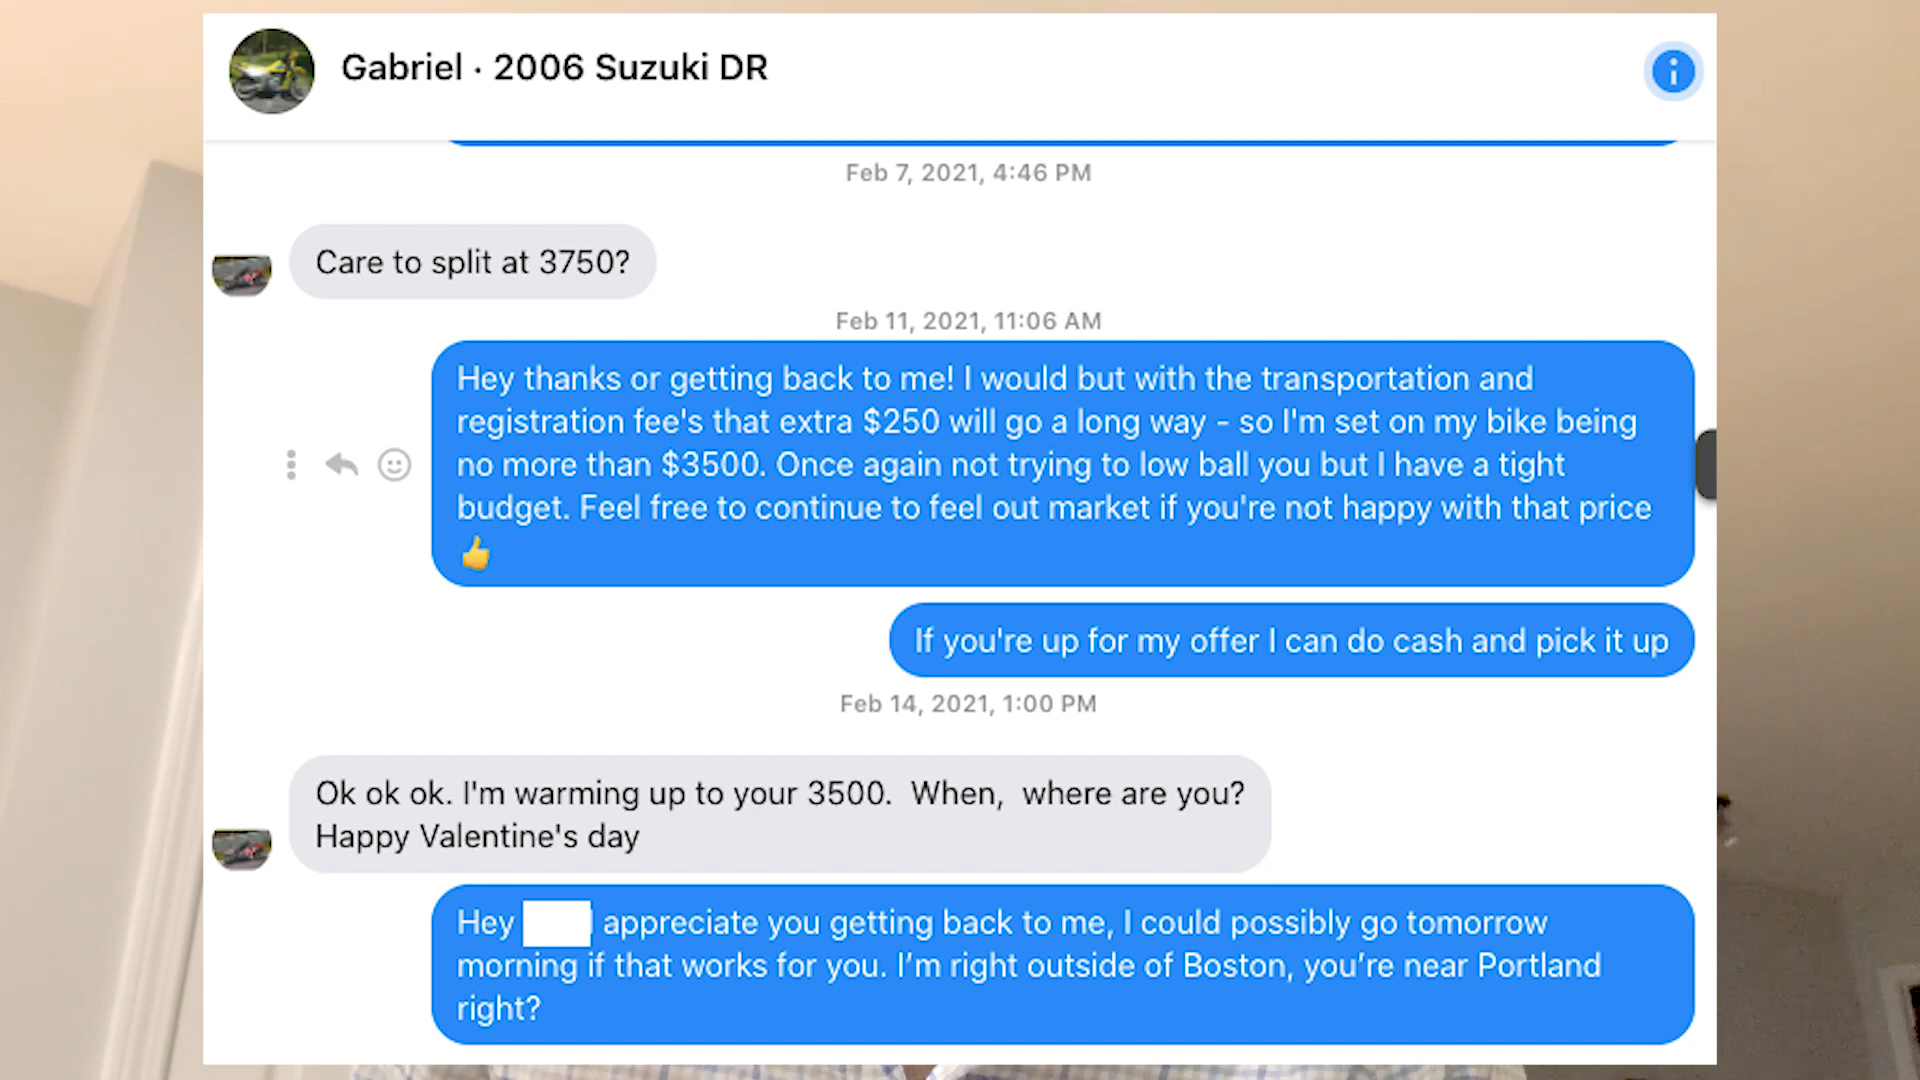 Gabriel · 2006 Suzuki DR
Feb 7, 2021, 4:46 PM
Care to split at 3750?
Feb 11, 2021, 11:06 AM
Hey thanks or getting back to me! I would but with the transportation and
registration fee's that extra $250 will go a long way - so I'm set on my bike being
no more than $3500. Once again not trying to low ball you but I have a tight
budget. Feel free to continue to feel out market if you're not happy with that price
👍
If you're up for my offer I can do cash and pick it up
Feb 14, 2021, 1:00 PM
Ok ok ok. I'm warming up to your 3500.  When,  where are you?
Happy Valentine's day
Hey appreciate you getting back to me, I could possibly go tomorrow
morning if that works for you. I’m right outside of Boston, you’re near Portland
right?